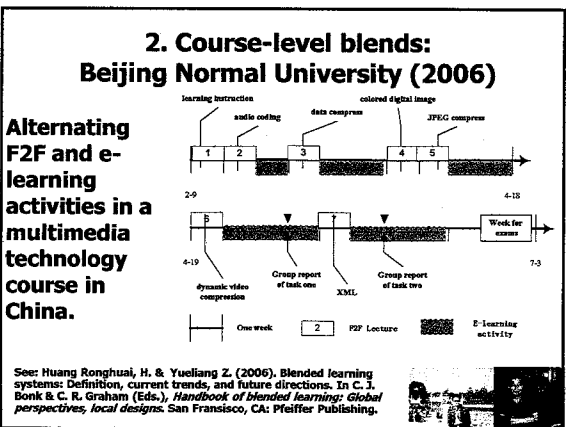 2. Course-level blends:
Beijing Normal University (2006)
Alternating
F2F and e-
learning
activities in a
multimedia
technology
course in
China.
learning instruction
audio coding
data compress
colored digital image
JPEG compress
1
2
3
4
5
2-9
4-18
6
7
Week for
exams
4-19
7-3
dynamic video
compression
Group report
of task one
XML
Group report
of task two
One week
2
F2F Lecture
E-learning
activity
See: Huang Ronghuai, H. & Yueliang Z. (2006). Blended learning
systems: Definition, current trends, and future directions. In C. J.
Bonk & C. R. Graham (Eds.), Handbook of blended learning: Global
perspectives, local designs. San Fransisco, CA: Pfeiffer Publishing.